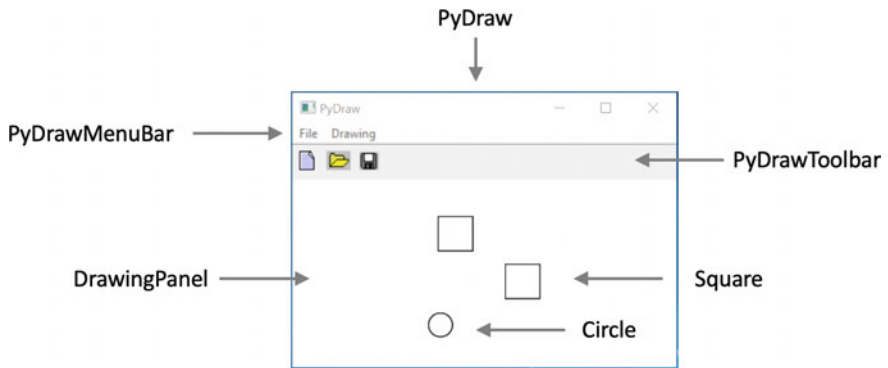 PyDraw
PyDraw
PyDrawMenuBar
File Drawing
PyDrawToolbar
DrawingPanel
Square
Circle